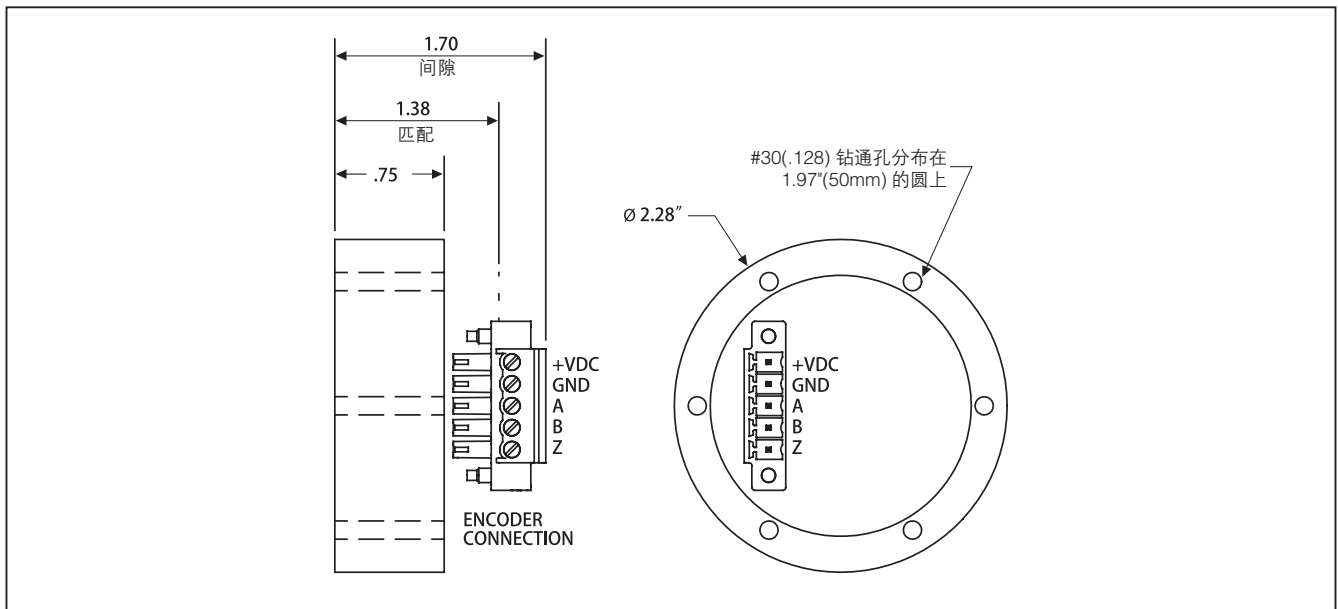 1.70
间隙
1.38
匹配
.75
#30(.128) 钻通孔分布在
1.97"(50mm) 的圆上
Ø 2.28"
+VDC
GND
A
B
Z
ENCODER
CONNECTION
+VDC
GND
A
B
Z